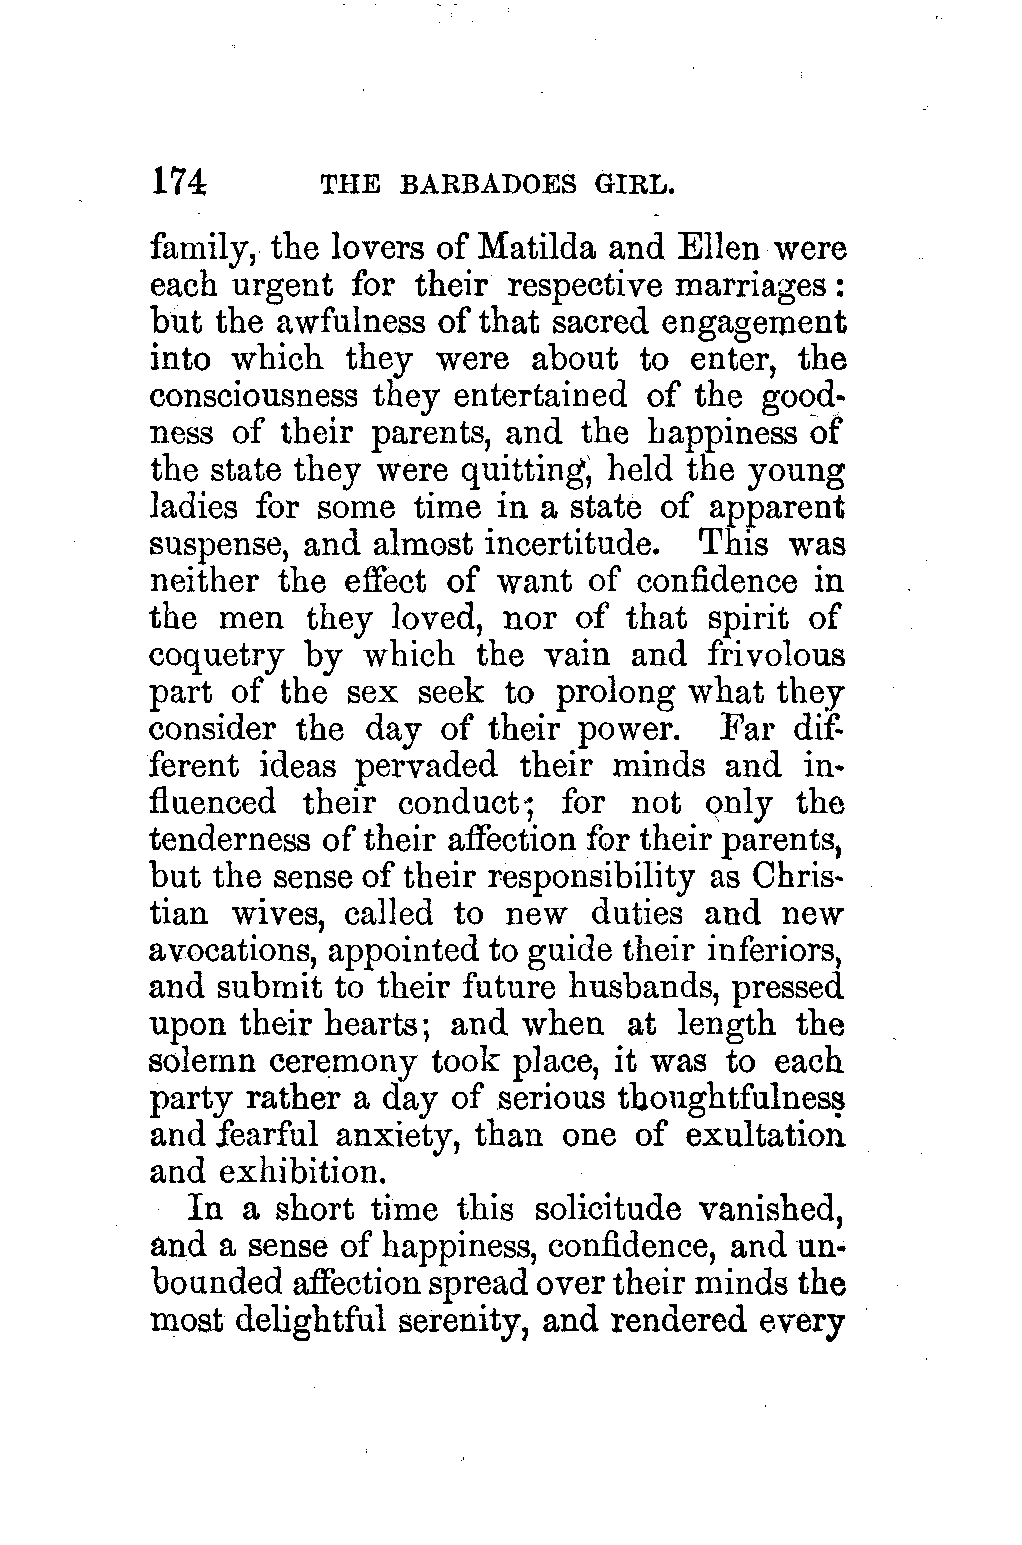 174 THE BARBADOES GIRL.
family, the lovers of Matilda and Ellen were
each urgent for their respective marriages:
but the awfulness of that sacred engagement
into which they were about to enter, the
consciousness they entertained of the good-
ness of their parents, and the happiness of
the state they were quitting, held the young
ladies for some time in a state of apparent
suspense, and almost incertitude. This was
neither the effect of want of confidence in
the men they loved, nor of that spirit of
coquetry by which the vain and frivolous
part of the sex seek to prolong what they
consider the day of their power. Far dif-
ferent ideas pervaded their minds and in-
fluenced their conduct; for not only the
tenderness of their affection for their parents,
but the sense of their responsibility as Chris-
tian wives, called to new duties and new
avocations, appointed to guide their inferiors,
and submit to their future husbands, pressed
upon their hearts; and when at length the
solemn ceremony took place, it was to each
party rather a day of serious thoughtfulness
and fearful anxiety, than one of exultation
and exhibition.
In a short time this solicitude vanished,
and a sense of happiness, confidence, and un-
bounded affection spread over their minds the
most delightful serenity, and rendered every